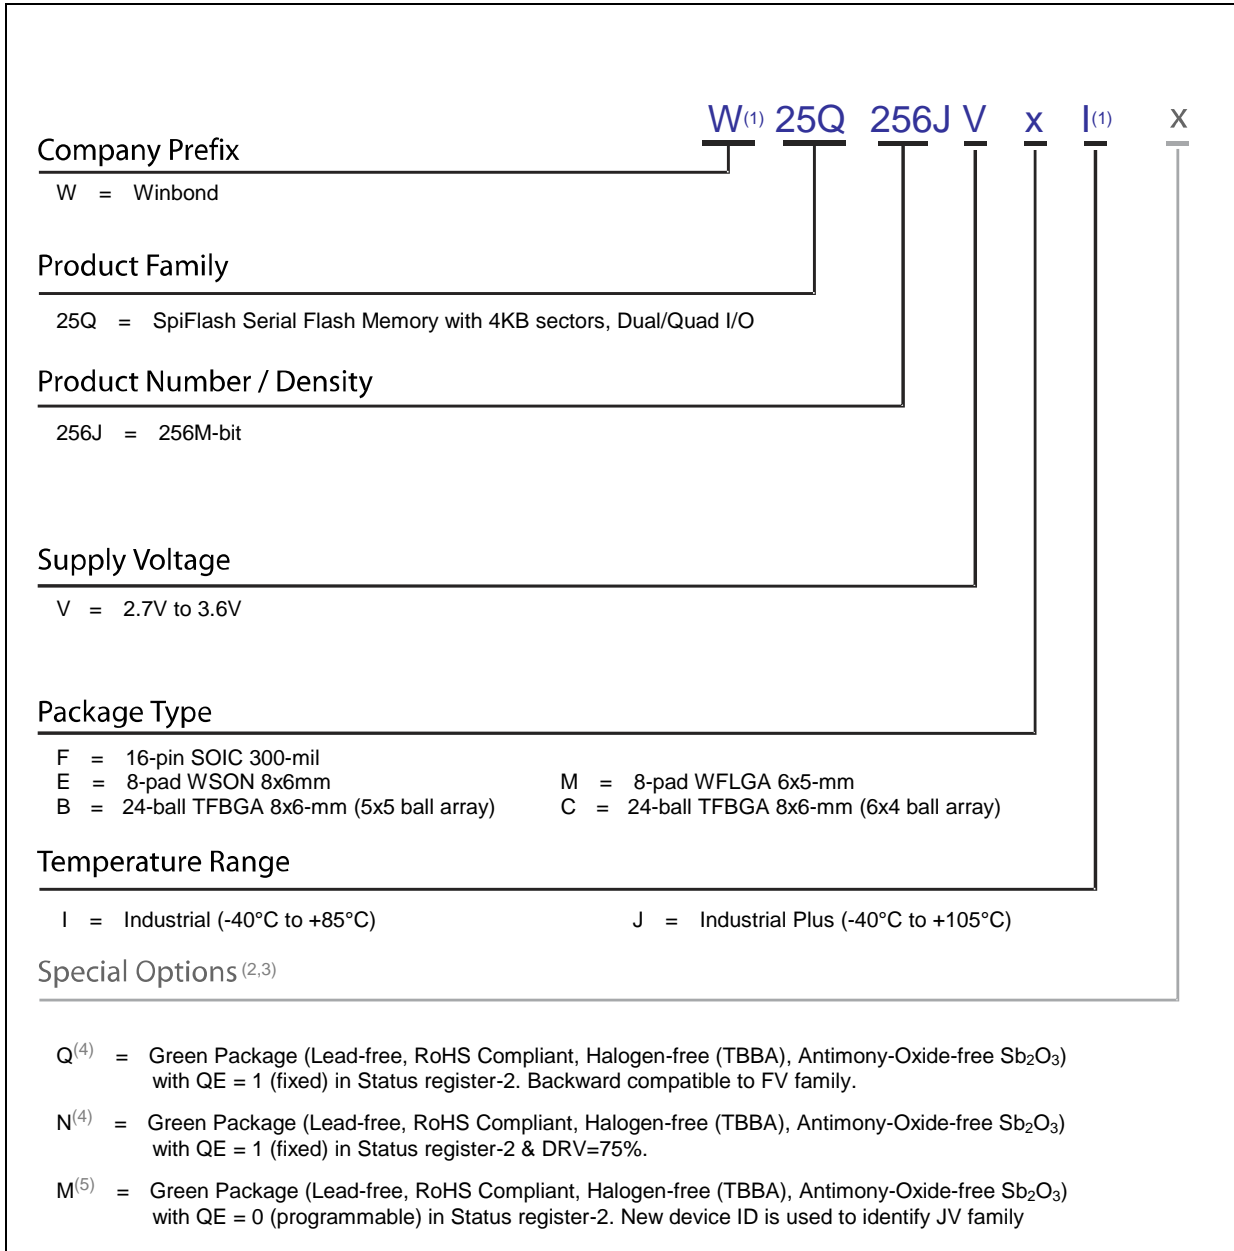 W(1) 25Q 256J V x I(1) x
Company Prefix
W = Winbond
Product Family
25Q = SpiFlash Serial Flash Memory with 4KB sectors, Dual/Quad I/O
Product Number / Density
256J = 256M-bit
Supply Voltage
V = 2.7V to 3.6V
Package Type
F = 16-pin SOIC 300-mil
E = 8-pad WSON 8x6mm M = 8-pad WFLGA 6x5-mm
B = 24-ball TFBGA 8x6-mm (5x5 ball array) C = 24-ball TFBGA 8x6-mm (6x4 ball array)
Temperature Range
I = Industrial (-40°C to +85°C) J = Industrial Plus (-40°C to +105°C)
Special Options (2,3)
Q(4) = Green Package (Lead-free, RoHS Compliant, Halogen-free (TBBA), Antimony-Oxide-free Sb₂O₃)
with QE = 1 (fixed) in Status register-2. Backward compatible to FV family.
N(4) = Green Package (Lead-free, RoHS Compliant, Halogen-free (TBBA), Antimony-Oxide-free Sb₂O₃)
with QE = 1 (fixed) in Status register-2 & DRV=75%.
M(5) = Green Package (Lead-free, RoHS Compliant, Halogen-free (TBBA), Antimony-Oxide-free Sb₂O₃)
with QE = 0 (programmable) in Status register-2. New device ID is used to identify JV family